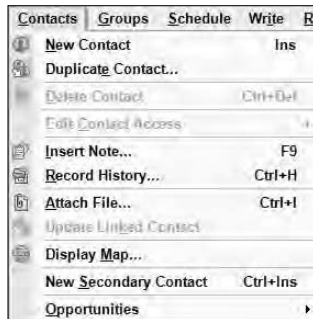 Contacts Groups Schedule Write R
New Contact Ins
Duplicate Contact...
Delete Contact Ctrl+Del
Edit Contact Access
Insert Note... F9
Record History... Ctrl+H
Attach File... Ctrl+I
Update Linked Contact
Display Map...
New Secondary Contact Ctrl+Ins
Opportunities